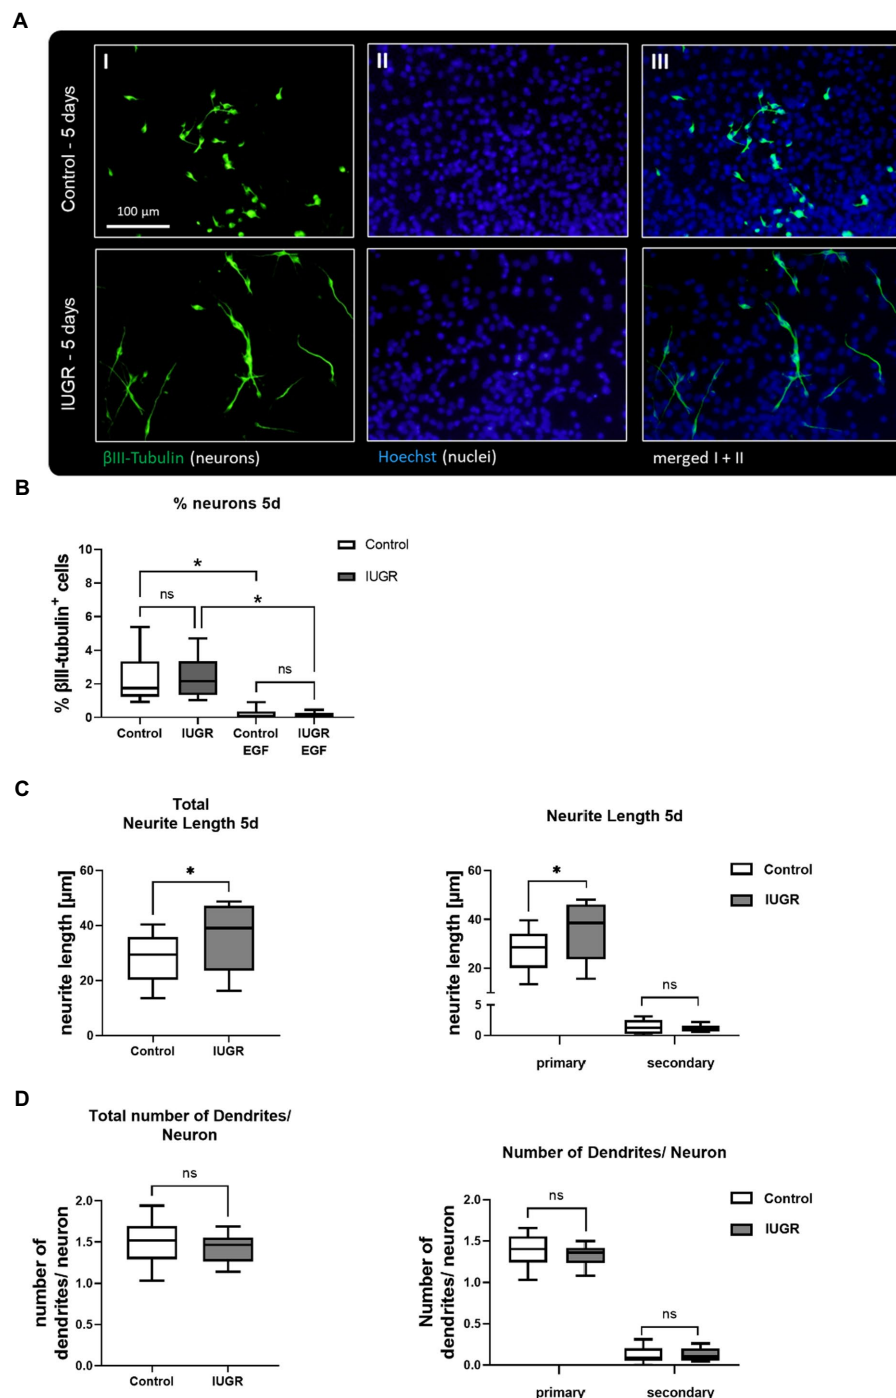 A
Control - 5 days
I
II
III
100 µm
IUGR - 5 days
βIII-Tubulin (neurons)
Hoechst (nuclei)
merged I + II
B
% neurons 5d
% βIII-tubulin⁺ cells
10
8
6
4
2
0
*
ns
*
ns
Control
IUGR
Control
EGF
IUGR
EGF
Control
IUGR
C
Total
Neurite Length 5d
neurite length [µm]
60
40
20
0
*
Control
IUGR
Neurite Length 5d
neurite length [µm]
60
40
20
5
0
*
ns
primary
secondary
Control
IUGR
D
Total number of Dendrites/
Neuron
number of
dendrites/ neuron
2.0
1.5
1.0
0.5
0.0
ns
Control
IUGR
Number of Dendrites/ Neuron
Number of
dendrites/ neuron
2.0
1.5
1.0
0.5
0.0
ns
ns
primary
secondary
Control
IUGR